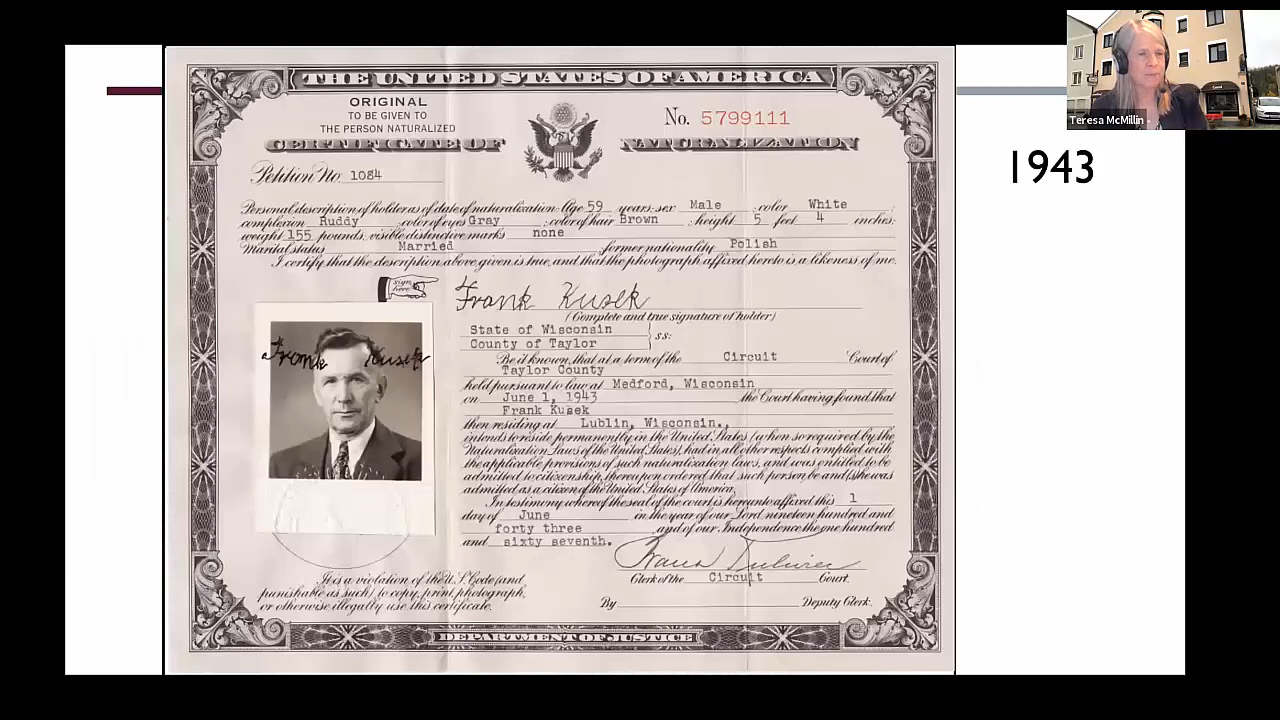 THE UNITED STATES OF AMERICA
ORIGINAL
TO BE GIVEN TO
THE PERSON NATURALIZED
No. 5799111
CERTIFICATE OF NATURALIZATION
Petition No. 1084
Personal description of holder as of date of naturalization: Age 59 years; sex Male color White
complexion Ruddy color of eyes Gray color of hair Brown height 5 feet 4 inches;
weight 155 pounds; visible distinctive marks none
Marital status Married former nationality Polish
I certify that the description above given is true, and that the photograph affixed hereto is a likeness of me.
sign here
Frank Kusek
(Complete and true signature of holder)
Frank Kusek
State of Wisconsin
County of Taylor
ss:
Be it known, that at a term of the Circuit Court of
Taylor County
held pursuant to law at Medford, Wisconsin
on June 1, 1943 the Court having found that
Frank Kusek
then residing at Lublin, Wisconsin.,
intends to reside permanently in the United States (when so required by the
Naturalization Laws of the United States), had in all other respects complied with
the applicable provisions of such naturalization laws, and was entitled to be
admitted to citizenship, thereupon ordered that such person be and (s)he was
admitted as a citizen of the United States of America.
In testimony whereof the seal of the court is hereunto affixed this 1
day of June in the year of our Lord nineteen hundred and
forty three and of our Independence the one hundred
and sixty seventh.
Clerk of the Circuit Court.
By Deputy Clerk.
It is a violation of the U.S. Code (and
punishable as such) to copy, print, photograph,
or otherwise illegally use this certificate.
DEPARTMENT OF JUSTICE
1943
Teresa McMillin